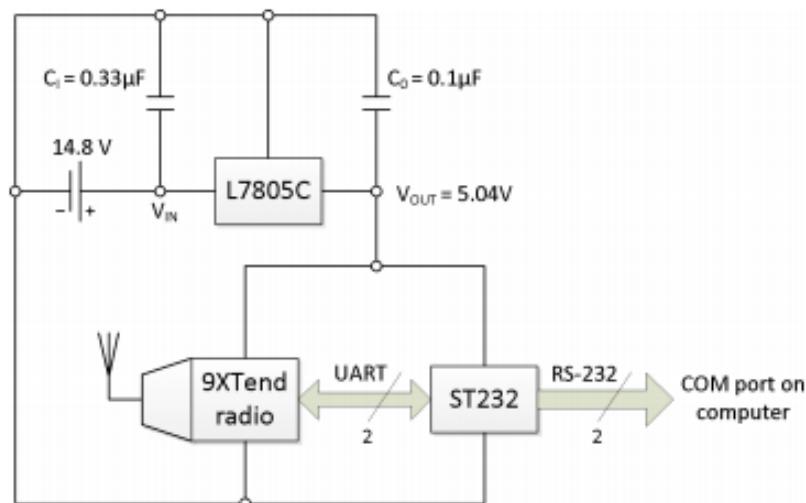 Cᵢ = 0.33µF
C₀ = 0.1µF
14.8 V
− +
V_IN
L7805C
V_OUT = 5.04V
9XTend
radio
UART
2
ST232
RS-232
2
COM port on
computer